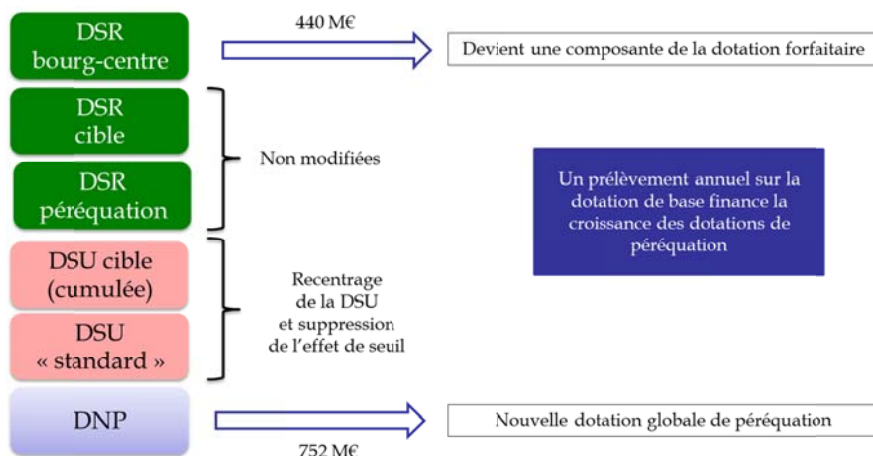 DSR
bourg-centre
440 M€
Devient une composante de la dotation forfaitaire
DSR
cible
DSR
péréquation
Non modifiées
Un prélèvement annuel sur la
dotation de base finance la
croissance des dotations de
péréquation
DSU cible
(cumulée)
DSU
« standard »
Recentrage
de la DSU
et suppression
de l'effet de seuil
DNP
752 M€
Nouvelle dotation globale de péréquation